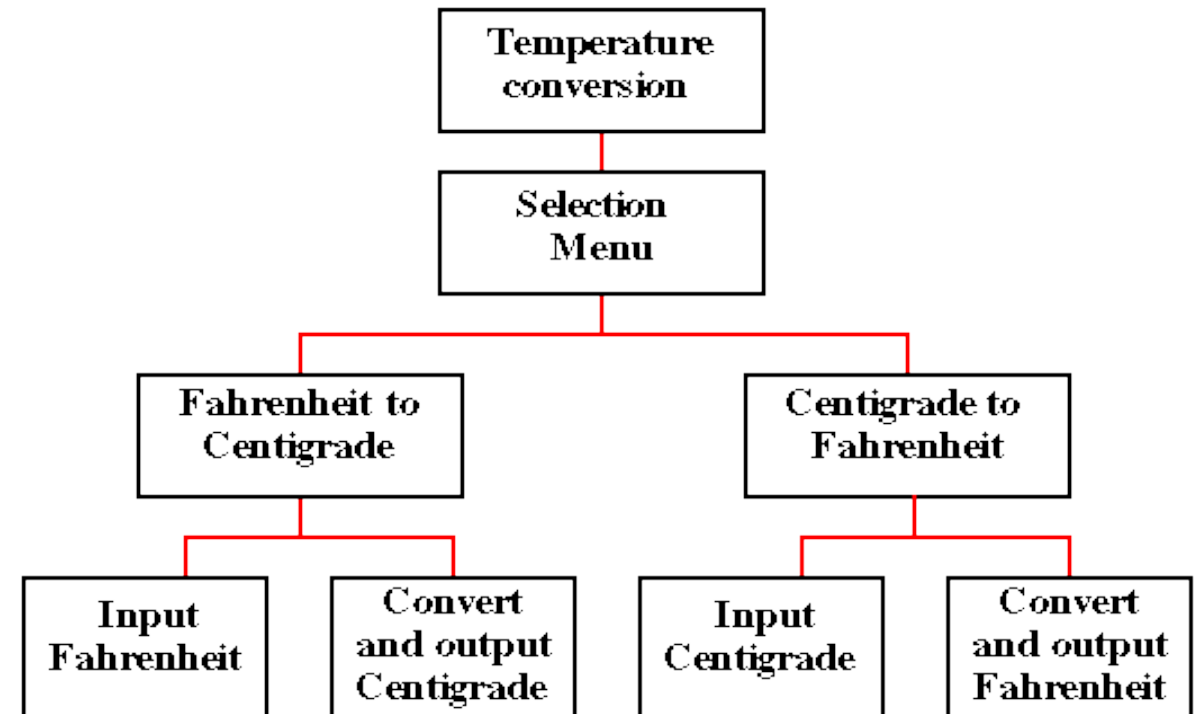 Temperature
conversion
Selection
Menu
Fahrenheit to
Centigrade
Centigrade to
Fahrenheit
Input
Fahrenheit
Convert
and output
Centigrade
Input
Centigrade
Convert
and output
Fahrenheit